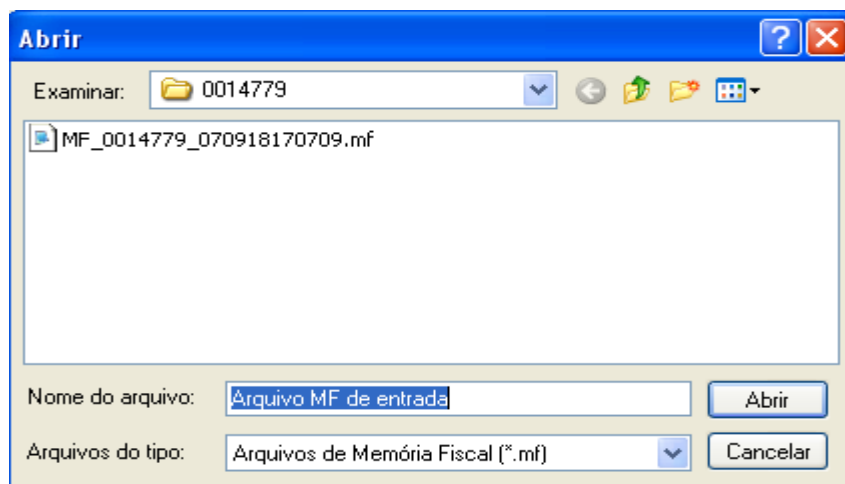 Abrir
Examinar: 0014779
MF_0014779_070918170709.mf
Nome do arquivo: Arquivo MF de entrada Abrir
Arquivos do tipo: Arquivos de Memória Fiscal (*.mf) Cancelar